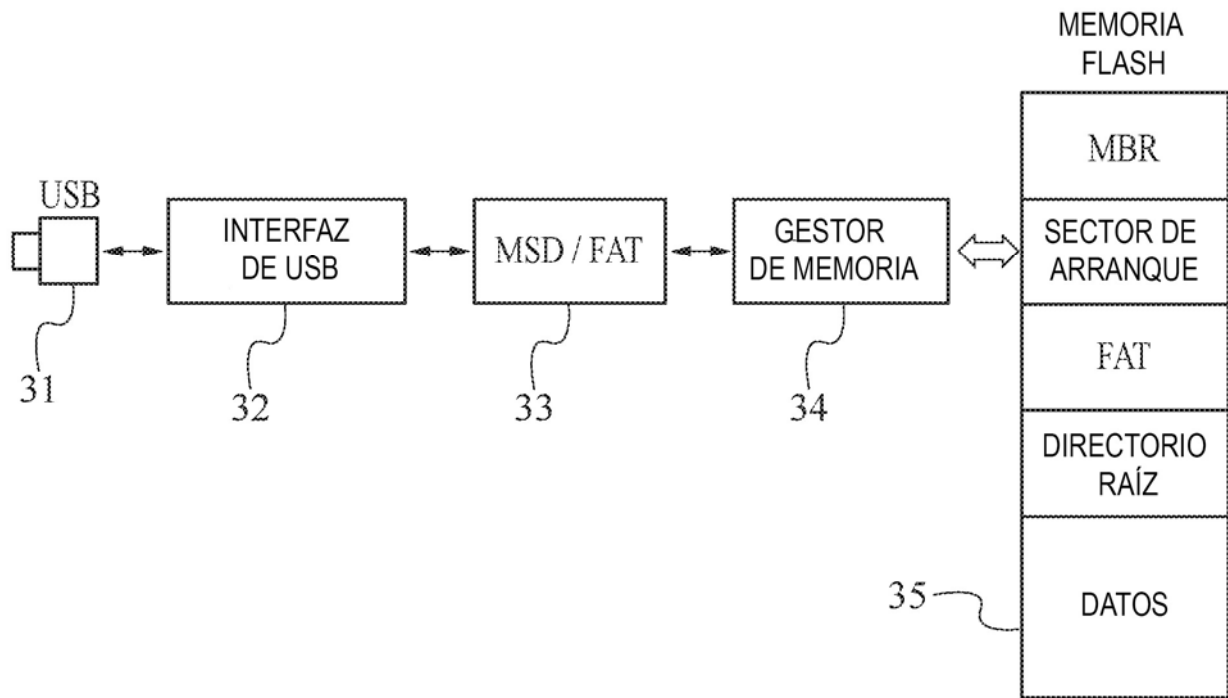 MEMORIA
FLASH
MBR
USB
INTERFAZ
DE USB
MSD / FAT
GESTOR
DE MEMORIA
SECTOR DE
ARRANQUE
31
32
33
34
FAT
DIRECTORIO
RAÍZ
35
DATOS